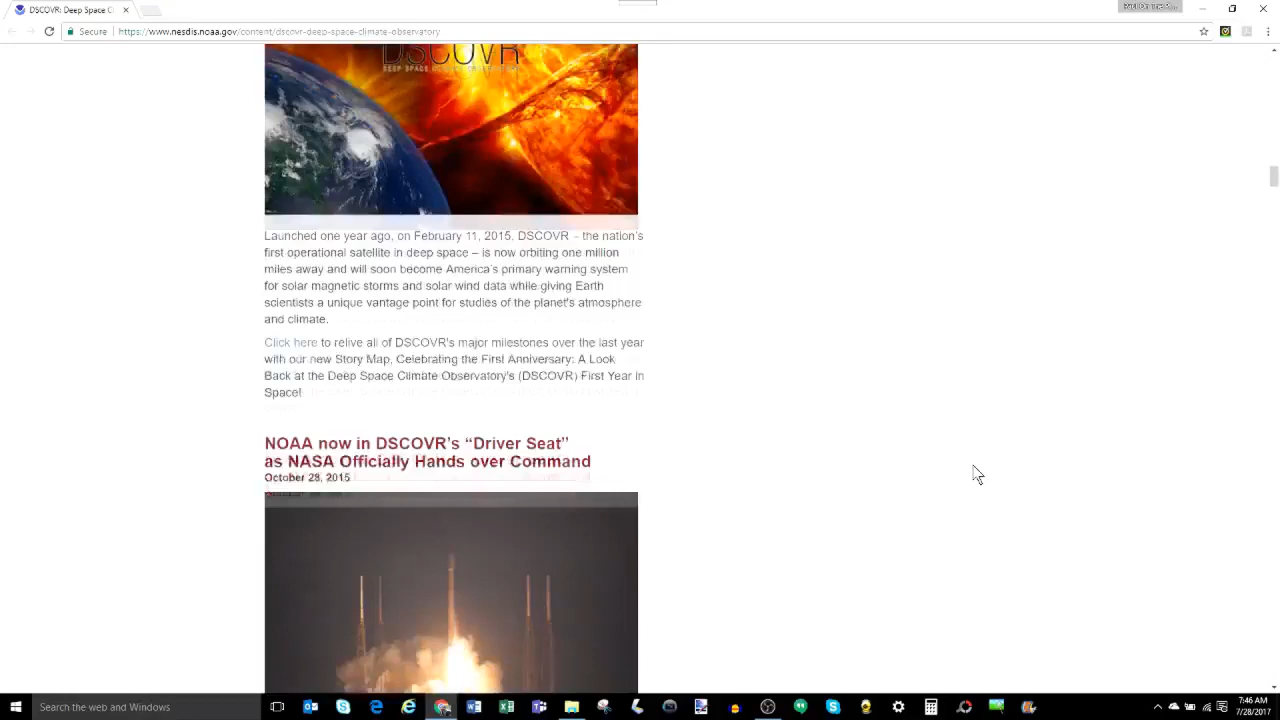 DSCOVR: Deep Space Cl
Secure
https://www.nesdis.noaa.gov/content/dscovr-deep-space-climate-observatory
DSCOVR
Launched one year ago, on February 11, 2015, DSCOVR – the nation's
first operational satellite in deep space – is now orbiting one million
miles away and will soon become America's primary warning system
for solar magnetic storms and solar wind data while giving Earth
scientists a unique vantage point for studies of the planet's atmosphere
and climate.
Click here to relive all of DSCOVR's major milestones over the last year
with our new Story Map, Celebrating the First Anniversary: A Look
Back at the Deep Space Climate Observatory's (DSCOVR) First Year in
Space!
NOAA now in DSCOVR's “Driver Seat”
as NASA Officially Hands over Command
October 28, 2015
Search the web and Windows
7:46 AM
7/28/2017